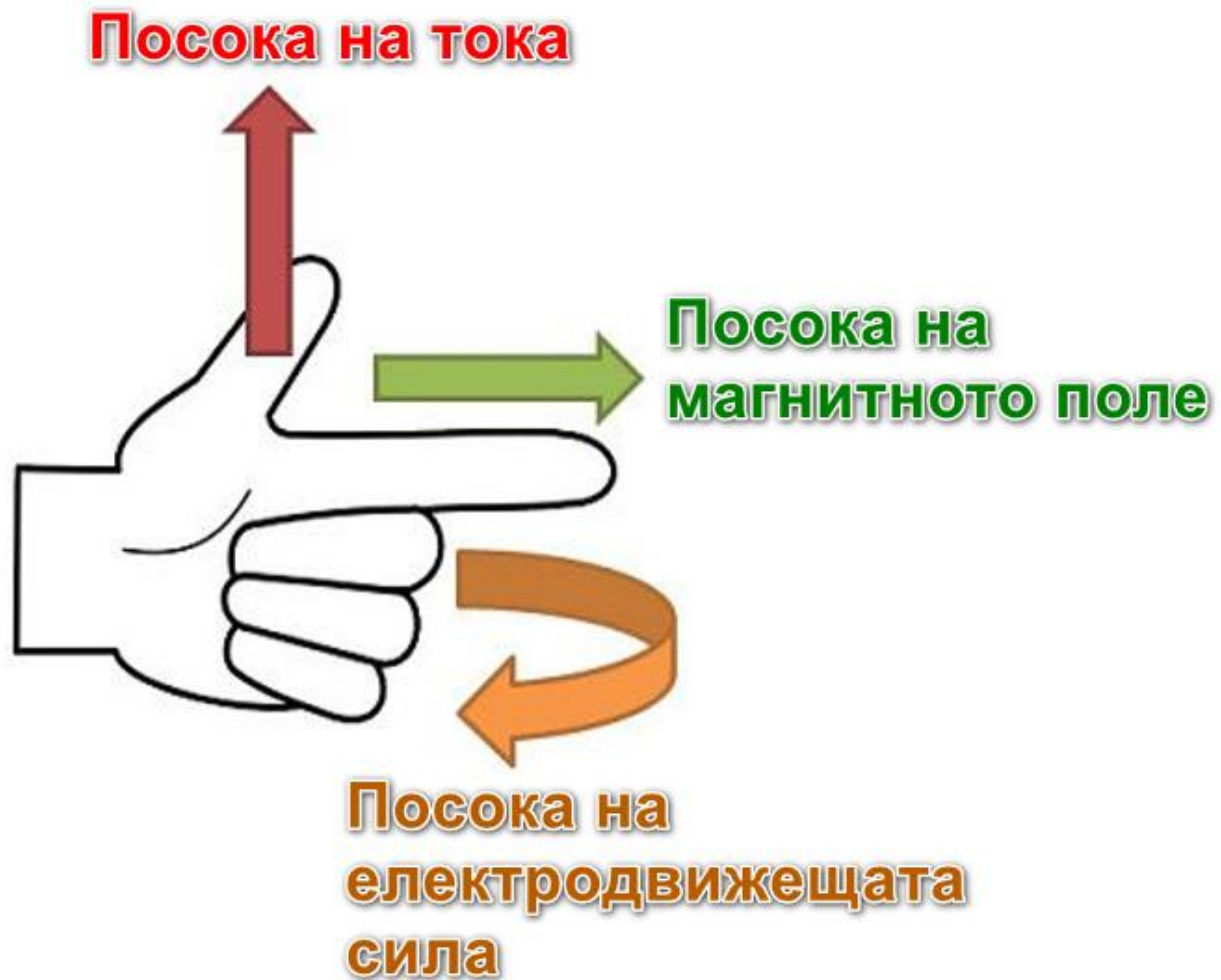 Посока на тока
Посока на
магнитното поле
Посока на
електродвижещата
сила